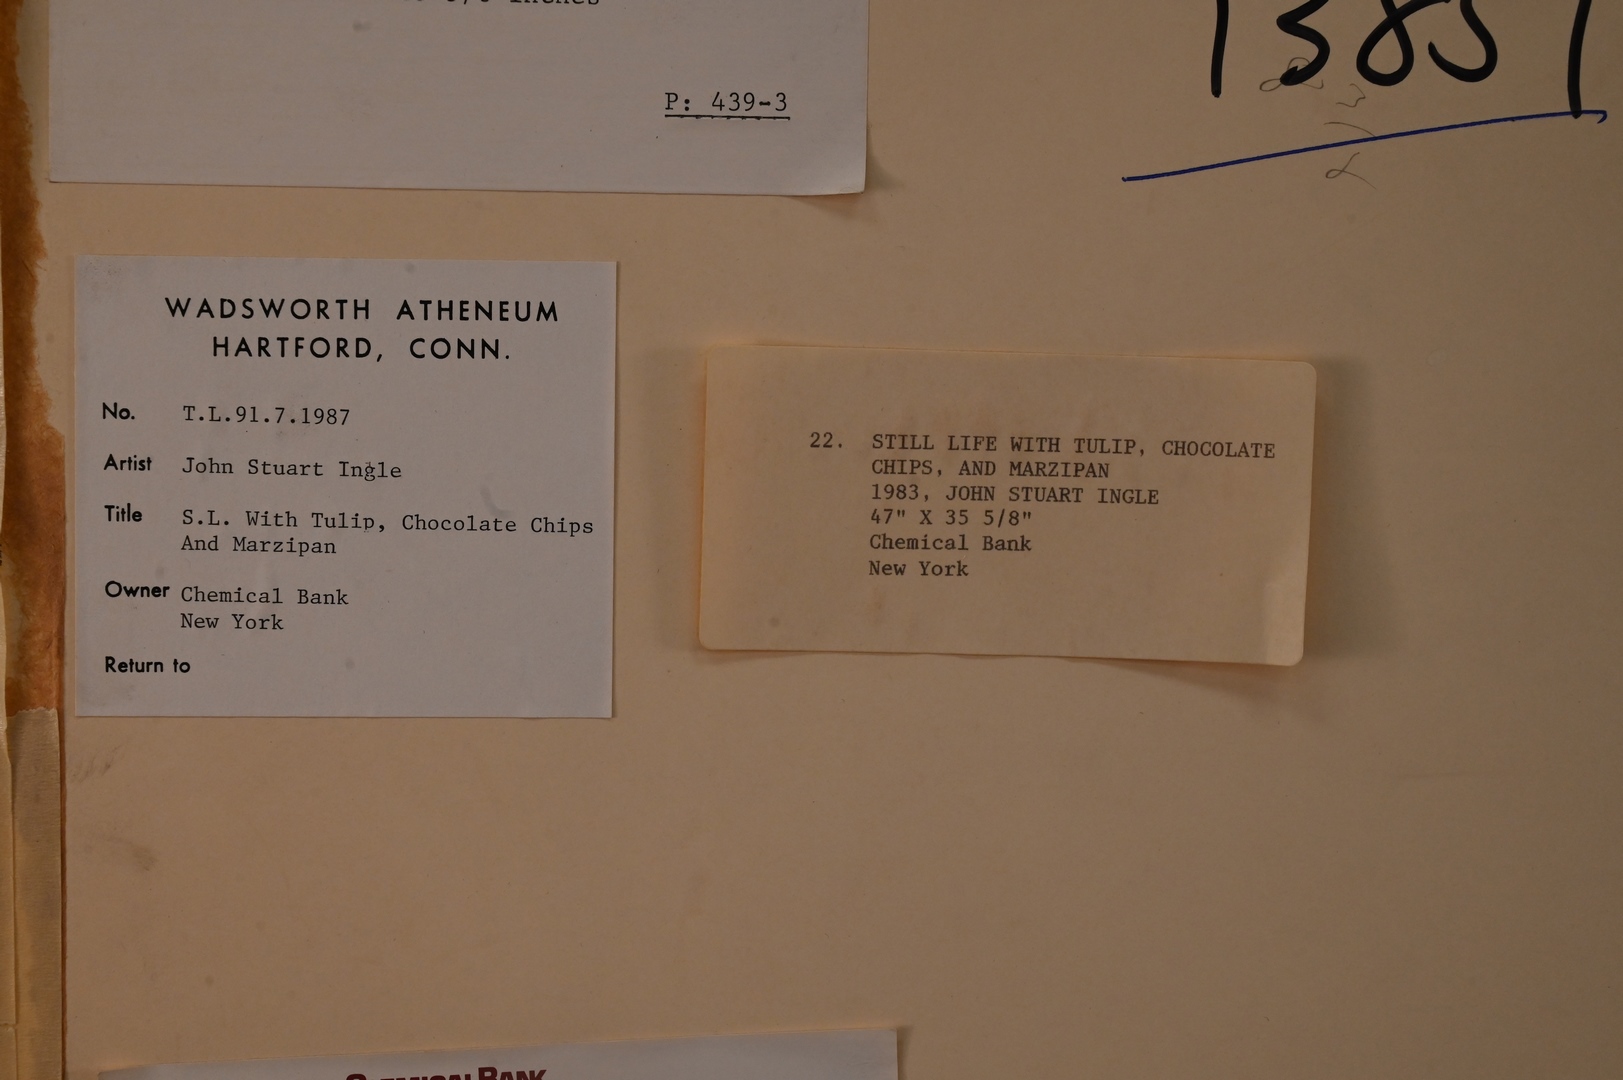 inches
P: 439-3
WADSWORTH ATHENEUM
HARTFORD, CONN.
No. T.L.91.7.1987
Artist John Stuart Ingle
Title S.L. With Tulip, Chocolate Chips
And Marzipan
Owner Chemical Bank
New York
Return to
22. STILL LIFE WITH TULIP, CHOCOLATE
CHIPS, AND MARZIPAN
1983, JOHN STUART INGLE
47" X 35 5/8"
Chemical Bank
New York
CHEMICALBANK